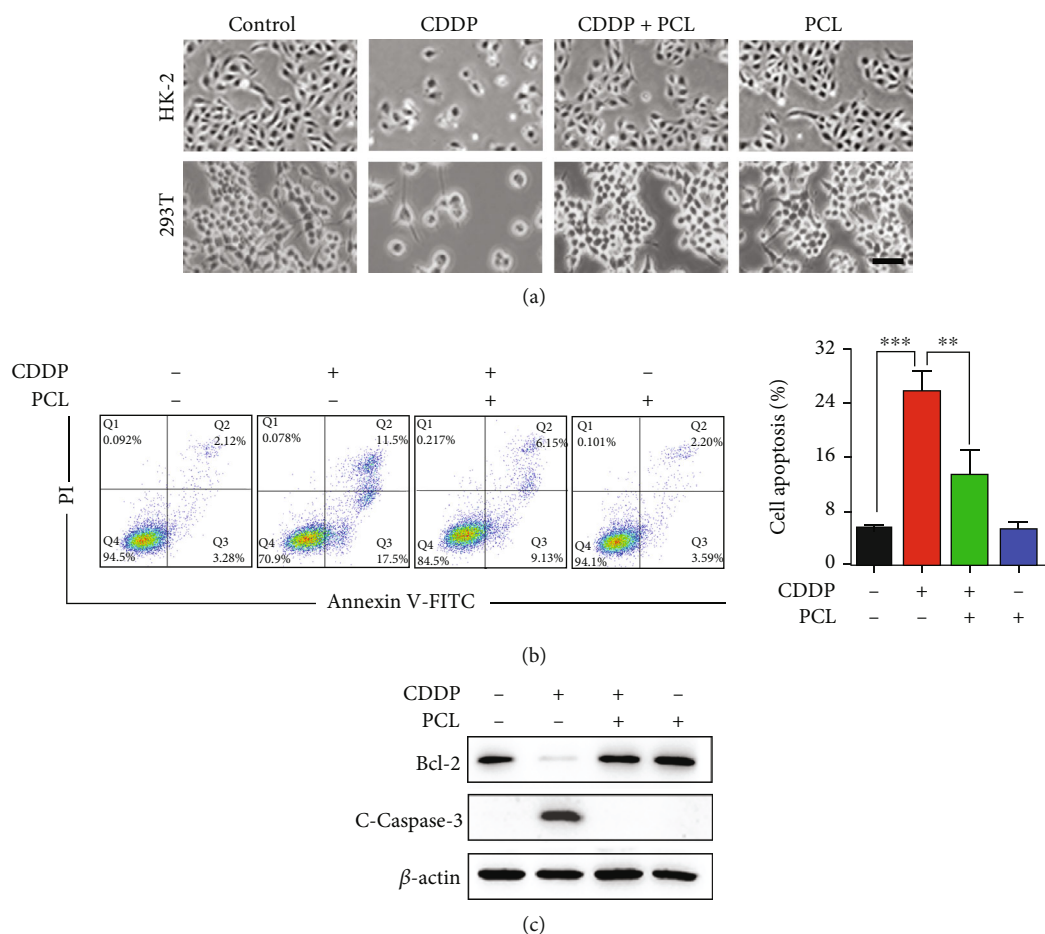 Control CDDP CDDP + PCL PCL
HK-2
293T
(a)
CDDP – + + –
PCL – – + +
Q1 Q2 Q1 Q2 Q1 Q2 Q1 Q2
0.092% 2.12% 0.078% 11.5% 0.217% 6.15% 0.101% 2.20%
PI
Q4 Q3 Q4 Q3 Q4 Q3 Q4 Q3
94.5% 3.28% 70.9% 17.5% 84.5% 9.13% 94.1% 3.59%
Annexin V-FITC
Cell apoptosis (%)
32
24
16
8
0
*** **
CDDP – + + –
PCL – – + +
(b)
CDDP – + + –
PCL – – + +
Bcl-2
C-Caspase-3
β-actin
(c)